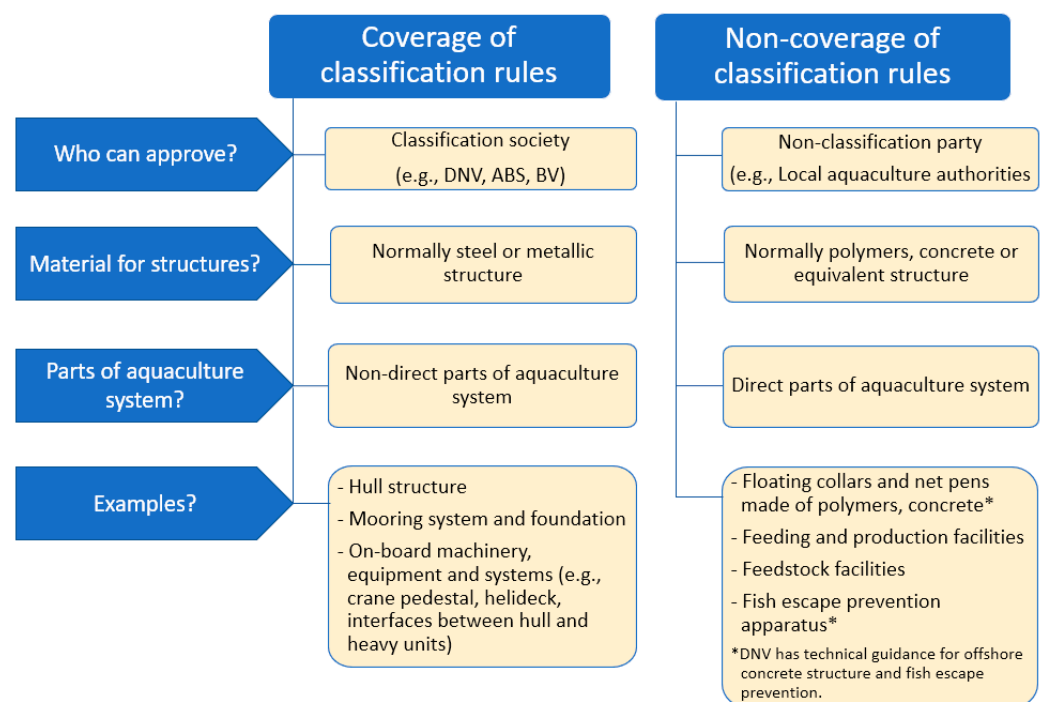 Coverage of
classification rules
Non-coverage of
classification rules
Who can approve?
Classification society
(e.g., DNV, ABS, BV)
Non-classification party
(e.g., Local aquaculture authorities
Material for structures?
Normally steel or metallic
structure
Normally polymers, concrete or
equivalent structure
Parts of aquaculture
system?
Non-direct parts of aquaculture
system
Direct parts of aquaculture system
Examples?
- Hull structure
- Mooring system and foundation
- On-board machinery,
equipment and systems (e.g.,
crane pedestal, helideck,
interfaces between hull and
heavy units)
- Floating collars and net pens
made of polymers, concrete*
- Feeding and production facilities
- Feedstock facilities
- Fish escape prevention
apparatus*
*DNV has technical guidance for offshore
concrete structure and fish escape
prevention.